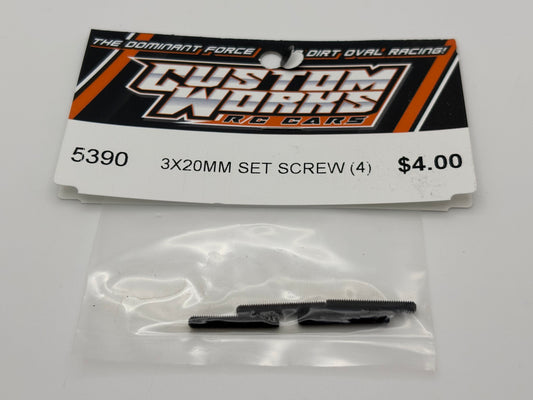 THE DOMINANT FORCE IN DIRT OVAL RACING!
CUSTOM
WORKS
R/C CARS
5390 3X20MM SET SCREW (4) $4.00